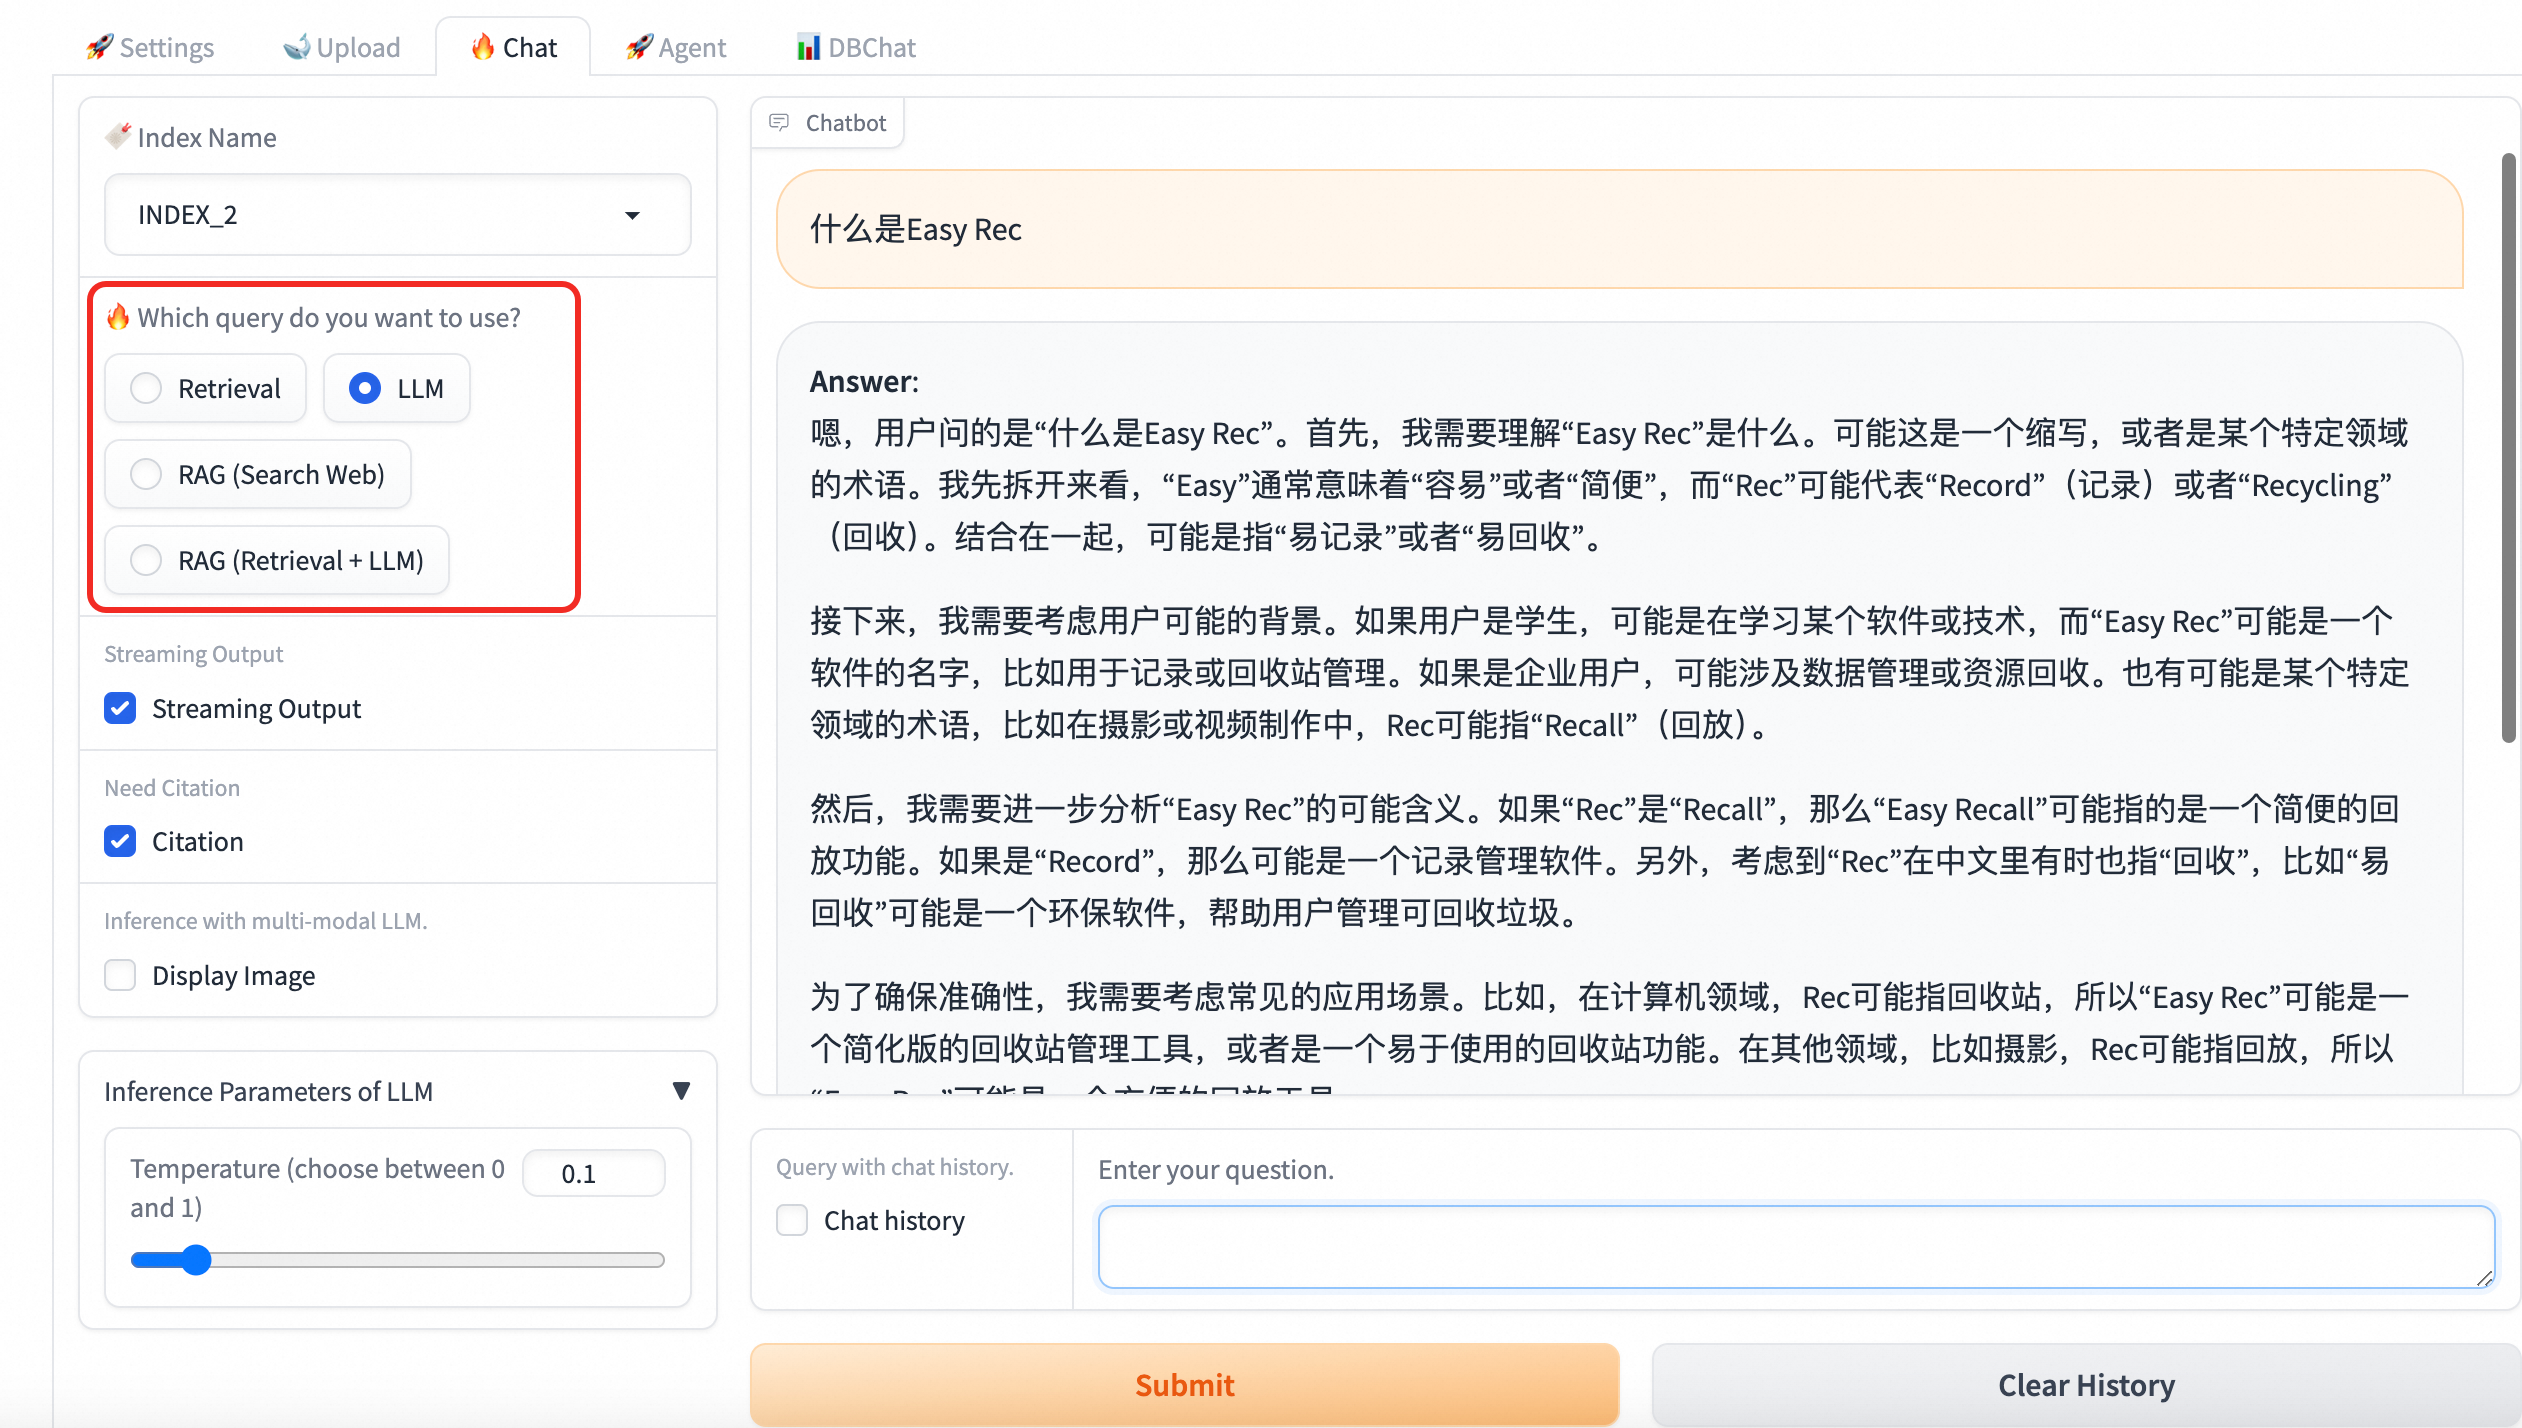 Settings
Upload
Chat
Agent
DBChat
Index Name
INDEX_2
Which query do you want to use?
Retrieval
LLM
RAG (Search Web)
RAG (Retrieval + LLM)
Streaming Output
Streaming Output
Need Citation
Citation
Inference with multi-modal LLM.
Display Image
Inference Parameters of LLM
Temperature (choose between 0
and 1)
0.1
Chatbot
什么是Easy Rec
Answer:
嗯，用户问的是“什么是Easy Rec”。首先，我需要理解“Easy Rec”是什么。可能这是一个缩写，或者是某个特定领域
的术语。我先拆开来看，“Easy”通常意味着“容易”或者“简便”，而“Rec”可能代表“Record”（记录）或者“Recycling”
（回收）。结合在一起，可能是指“易记录”或者“易回收”。
接下来，我需要考虑用户可能的背景。如果用户是学生，可能是在学习某个软件或技术，而“Easy Rec”可能是一个
软件的名字，比如用于记录或回收站管理。如果是企业用户，可能涉及数据管理或资源回收。也有可能是某个特定
领域的术语，比如在摄影或视频制作中，Rec可能指“Recall”（回放）。
然后，我需要进一步分析“Easy Rec”的可能含义。如果“Rec”是“Recall”，那么“Easy Recall”可能指的是一个简便的回
放功能。如果是“Record”，那么可能是一个记录管理软件。另外，考虑到“Rec”在中文里有时也指“回收”，比如“易
回收”可能是一个环保软件，帮助用户管理可回收垃圾。
为了确保准确性，我需要考虑常见的应用场景。比如，在计算机领域，Rec可能指回收站，所以“Easy Rec”可能是一
个简化版的回收站管理工具，或者是一个易于使用的回收站功能。在其他领域，比如摄影，Rec可能指回放，所以
Query with chat history.
Chat history
Enter your question.
Submit
Clear History